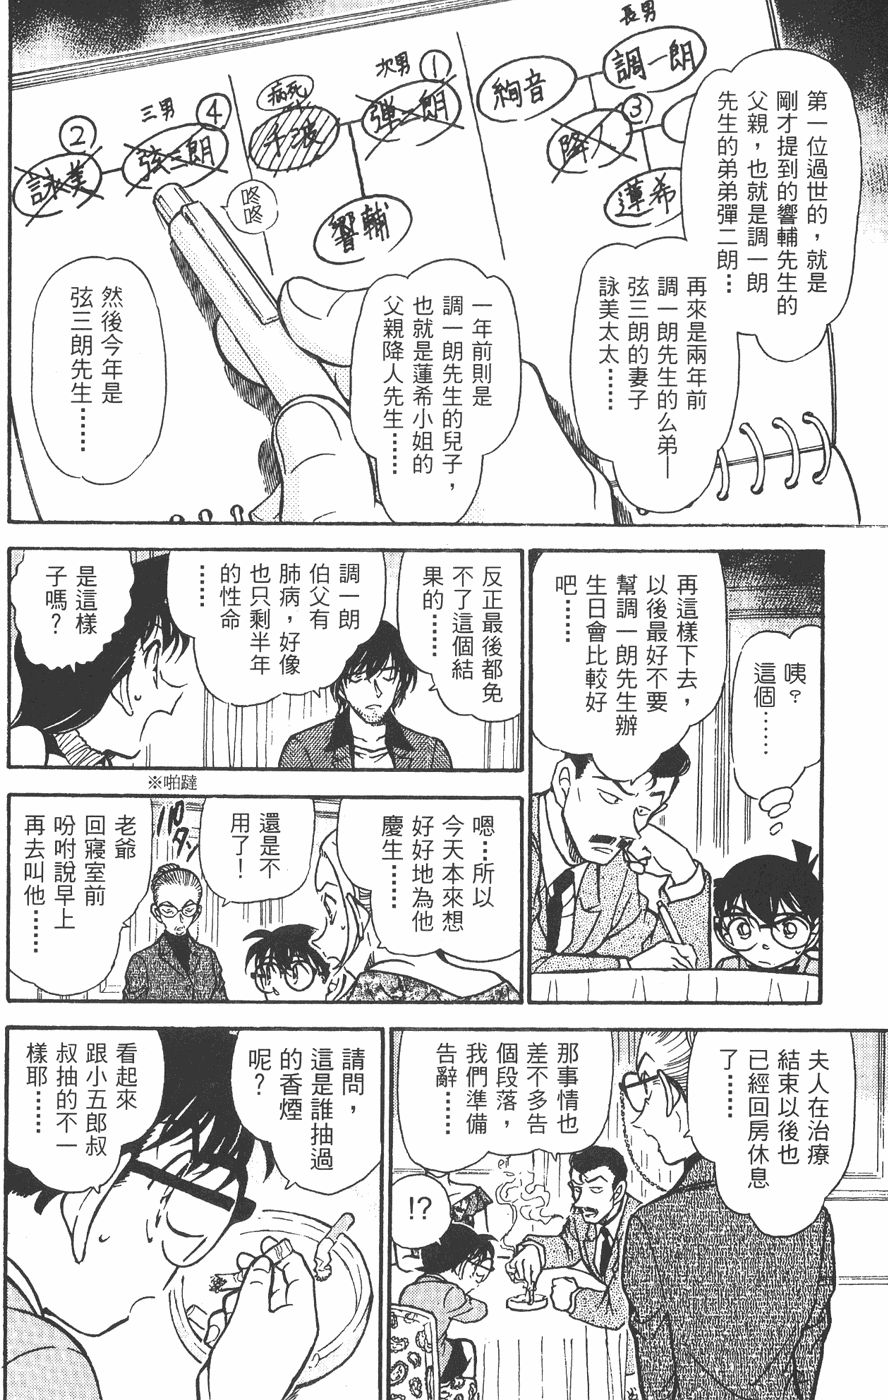 長男
調一朗
絢音
③
降人
蓮希
次男
①
弾二朗
病死
千波
響輔
三男
④
弦三朗
②
詠美
咚
咚
第一位過世的，就是
剛才提到的響輔先生的
父親，也就是調一朗
先生的弟弟彈二朗…
再來是兩年前
調一朗先生的么弟—
弦三朗的妻子
詠美太太……
一年前則是
調一朗先生的兒子，
也就是蓮希小姐的
父親降人先生……
然後今年是
弦三朗先生……
咦？
這個……
再這樣下去，
以後最好不要
幫調一朗先生辦
生日會比較好
吧……
反正最後都免
不了這個結
果的……
調一朗
伯父有
肺病，好像
也只剩半年
的性命
……
是這樣
子嗎？
※啪躂
パタン
嗯…所以
今天本來想
好好地為他
慶生……
還是不
用了！
老爺
回寢室前
吩咐說早上
再去叫他……
夫人在治療
結束以後也
已經回房休息
了……
那事情也
差不多告
個段落，
我們準備
告辭……
!?
請問，
這是誰抽過
的香煙
呢？
看起來
跟小五郎叔
叔抽的不一
樣耶……